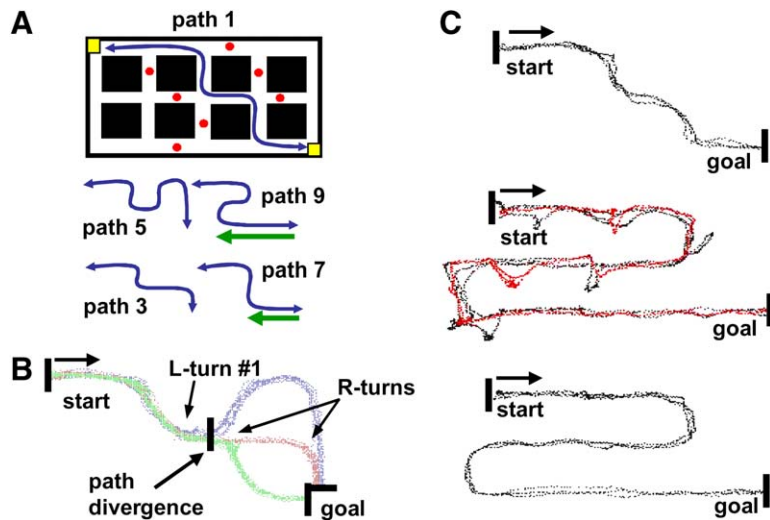 A
path 1
path 5
path 9
path 3
path 7
B
L-turn #1
start
R-turns
path
divergence
goal
C
start
goal
start
goal
start
goal